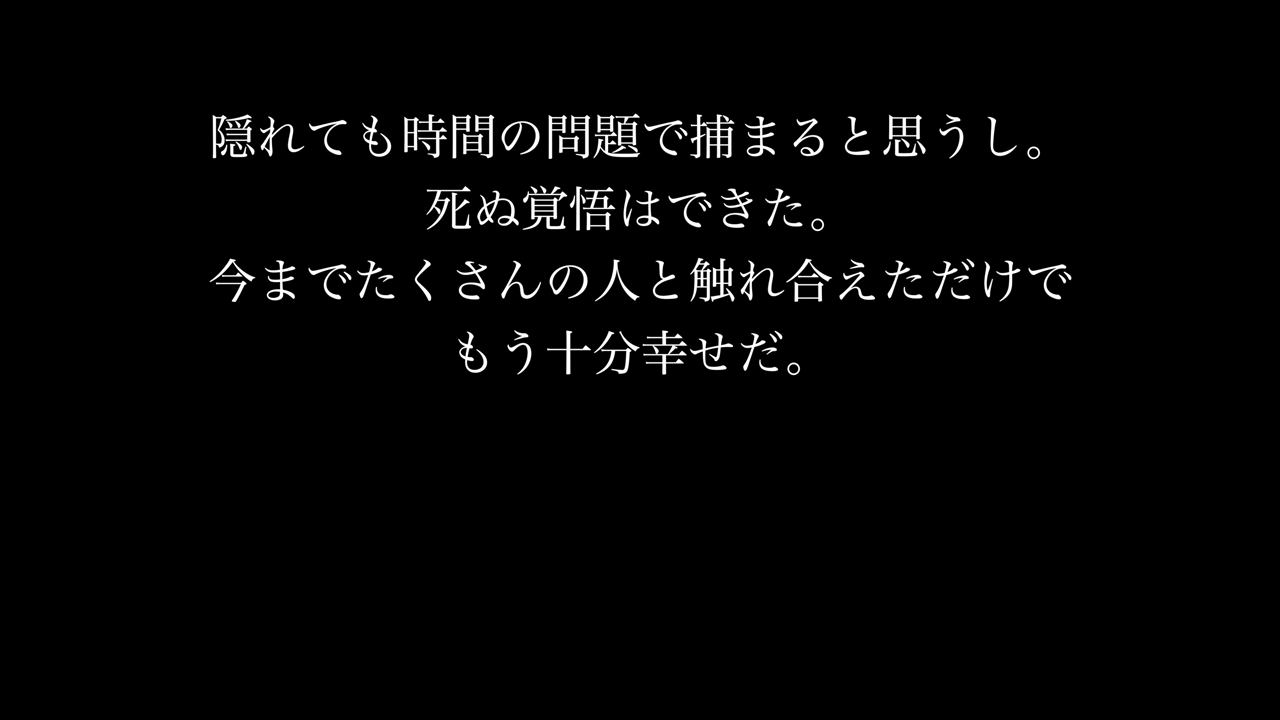 隠れても時間の問題で捕まると思うし。
死ぬ覚悟はできた。
今までたくさんの人と触れ合えただけで
もう十分幸せだ。